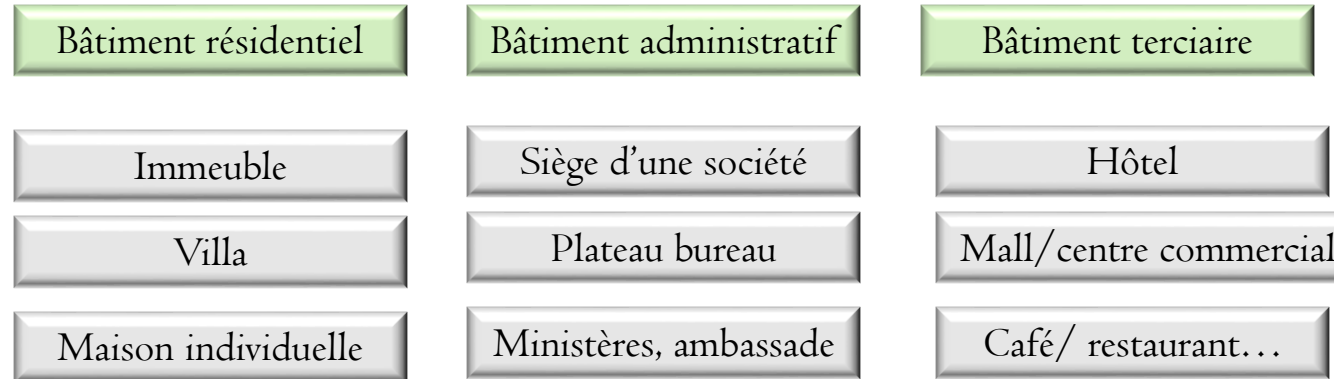 Bâtiment résidentiel
Bâtiment administratif
Bâtiment terciaire
Immeuble
Siège d'une société
Hôtel
Villa
Plateau bureau
Mall/centre commercial
Maison individuelle
Ministères, ambassade
Café/ restaurant…